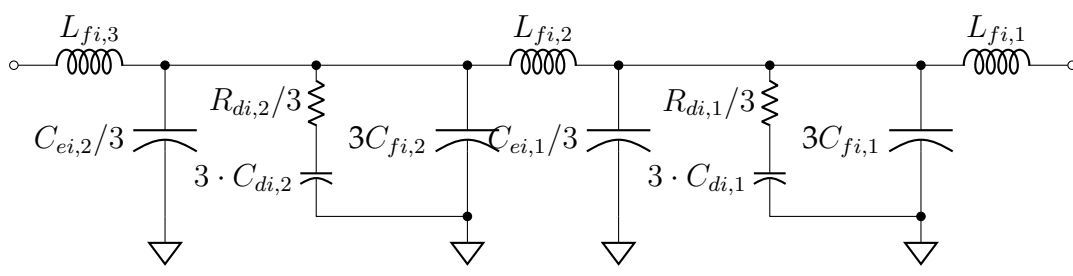 L_{fi,3}
L_{fi,2}
L_{fi,1}
R_{di,2}/3
R_{di,1}/3
C_{ei,2}/3
3C_{fi,2}
C_{ei,1}/3
3C_{fi,1}
3 · C_{di,2}
3 · C_{di,1}